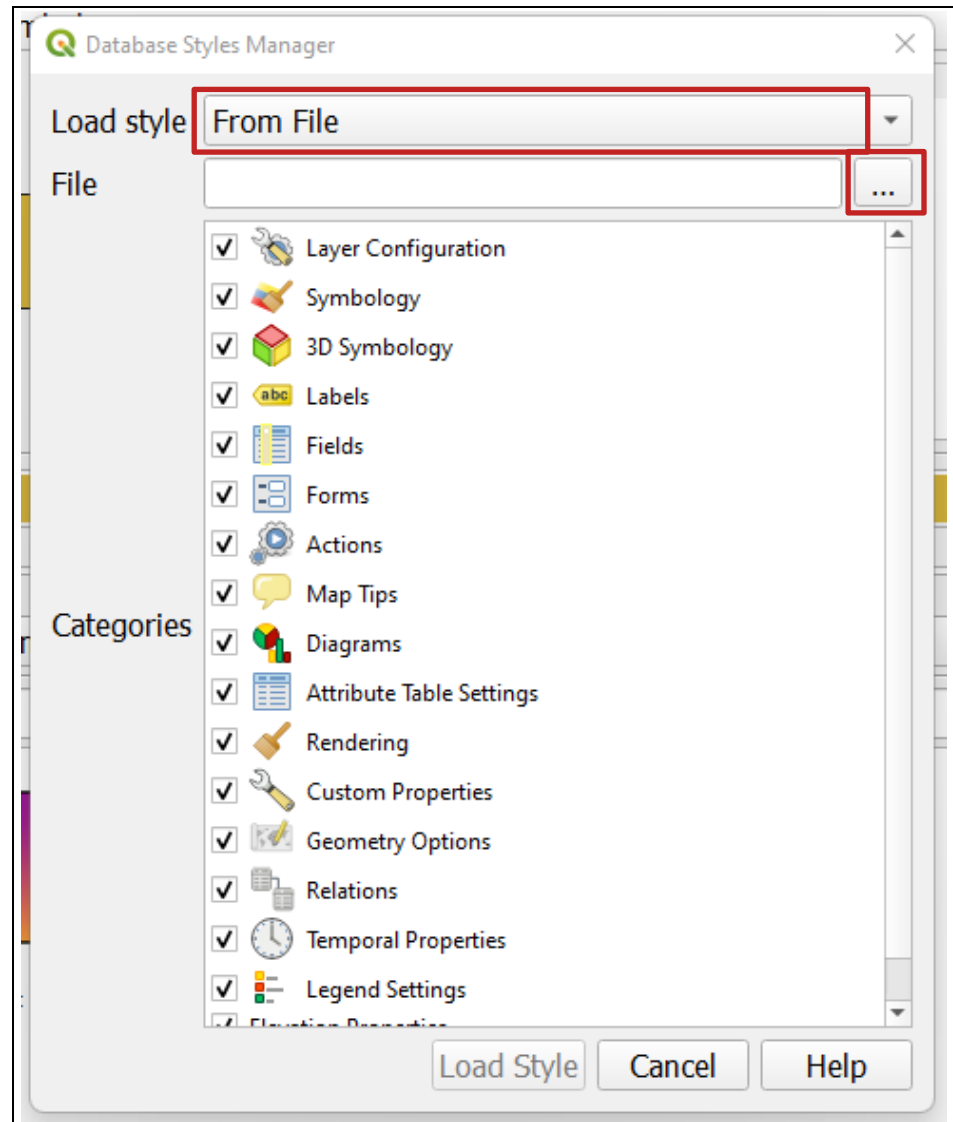 Database Styles Manager
Load style From File
File ...
Layer Configuration
Symbology
3D Symbology
abc Labels
Fields
Forms
Actions
Map Tips
Categories
Diagrams
Attribute Table Settings
Rendering
Custom Properties
Geometry Options
Relations
Temporal Properties
Legend Settings
Elevation Properties
Load Style Cancel Help